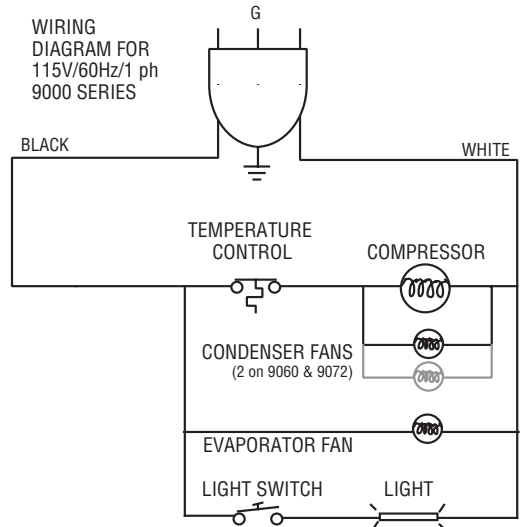 G
WIRING
DIAGRAM FOR
115V/60Hz/1 ph
9000 SERIES
BLACK
WHITE
TEMPERATURE
CONTROL
COMPRESSOR
CONDENSER FANS
(2 on 9060 & 9072)
EVAPORATOR FAN
LIGHT SWITCH
LIGHT